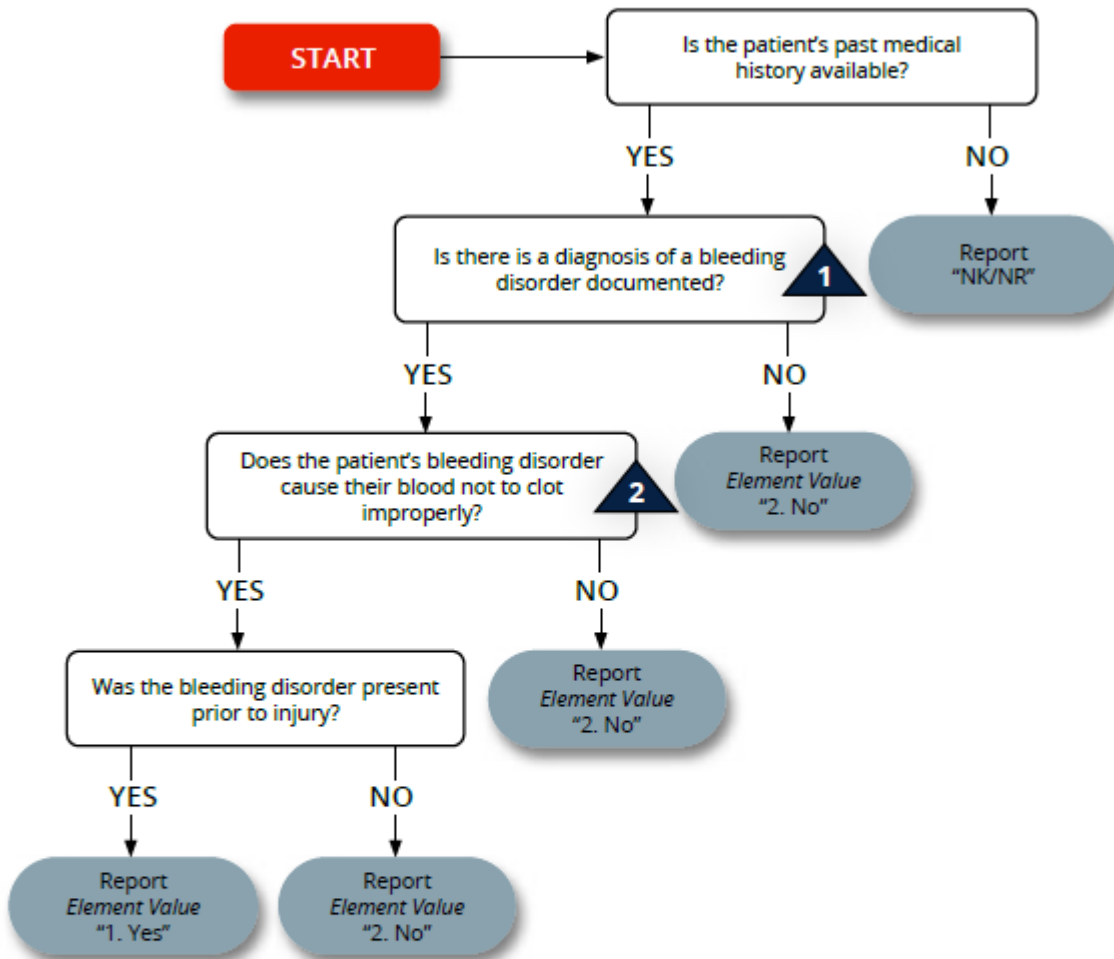 START
Is the patient's past medical
history available?
YES
NO
Is there is a diagnosis of a bleeding
disorder documented?
1
Report
“NK/NR”
YES
NO
Does the patient's bleeding disorder
cause their blood not to clot
improperly?
2
Report
Element Value
“2. No”
YES
NO
Was the bleeding disorder present
prior to injury?
Report
Element Value
“2. No”
YES
NO
Report
Element Value
“1. Yes”
Report
Element Value
“2. No”